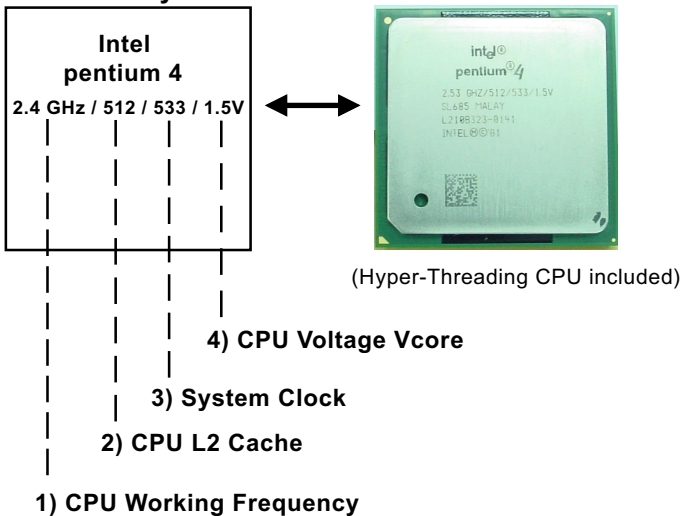 Intel
pentium 4
2.4 GHz / 512 / 533 / 1.5V
intel®
pentium®4
2.53 GHZ/512/533/1.5V
SL685 MALAY
L210B323-0141
INTEL®©01
(Hyper-Threading CPU included)
4) CPU Voltage Vcore
3) System Clock
2) CPU L2 Cache
1) CPU Working Frequency